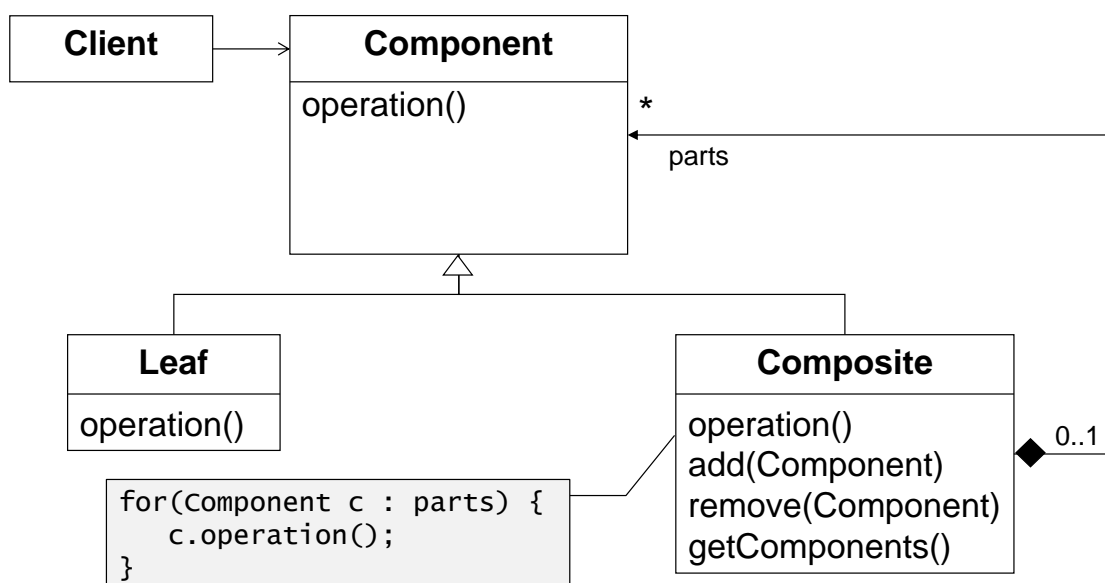 Client
Component
operation()
*
parts
Leaf
operation()
Composite
operation()
add(Component)
remove(Component)
getComponents()
0..1
for(Component c : parts) {
   c.operation();
}